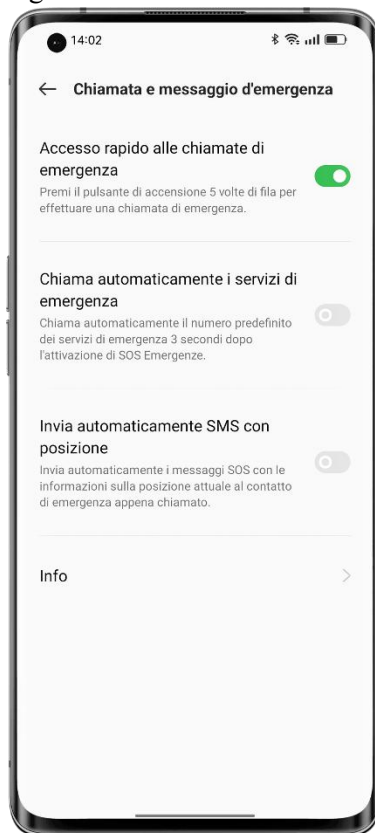 14:02
Chiamata e messaggio d'emergenza
Accesso rapido alle chiamate di
emergenza
Premi il pulsante di accensione 5 volte di fila per
effettuare una chiamata di emergenza.
Chiama automaticamente i servizi di
emergenza
Chiama automaticamente il numero predefinito
dei servizi di emergenza 3 secondi dopo
l'attivazione di SOS Emergenze.
Invia automaticamente SMS con
posizione
Invia automaticamente i messaggi SOS con le
informazioni sulla posizione attuale al contatto
di emergenza appena chiamato.
Info